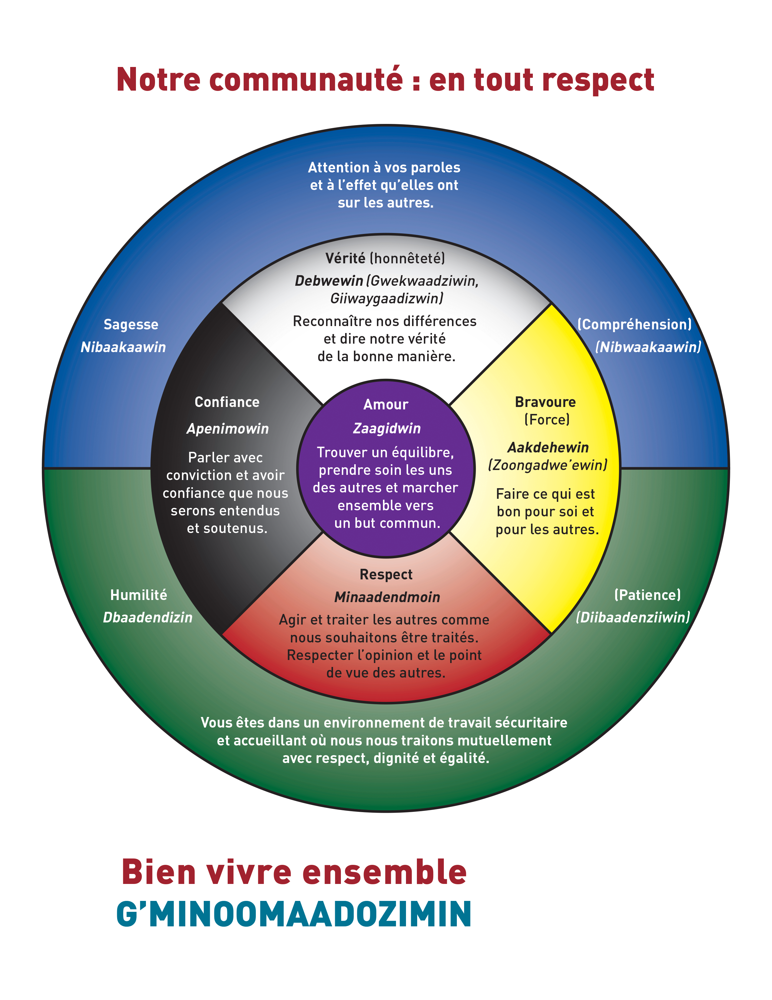 Notre communauté : en tout respect
Attention à vos paroles
et à l’effet qu’elles ont
sur les autres.
Sagesse
Nibaakaawin
(Compréhension)
(Nibwaakaawin)
Vérité (honnêteté)
Debwewin (Gwekwaadziwin,
Giiwaygaadizwin)
Reconnaître nos différences
et dire notre vérité
de la bonne manière.
Confiance
Apenimowin
Parler avec
conviction et avoir
confiance que nous
serons entendus
et soutenus.
Amour
Zaagidwin
Trouver un équilibre,
prendre soin les uns
des autres et marcher
ensemble vers
un but commun.
Bravoure
(Force)
Aakdehewin
(Zoongadwe’ewin)
Faire ce qui est
bon pour soi et
pour les autres.
Respect
Minaadendmoin
Agir et traiter les autres comme
nous souhaitons être traités.
Respecter l’opinion et le point
de vue des autres.
Humilité
Dbaadendizin
(Patience)
(Diibaadenziiwin)
Vous êtes dans un environnement de travail sécuritaire
et accueillant où nous nous traitons mutuellement
avec respect, dignité et égalité.
Bien vivre ensemble
G’MINOOMAADOZIMIN